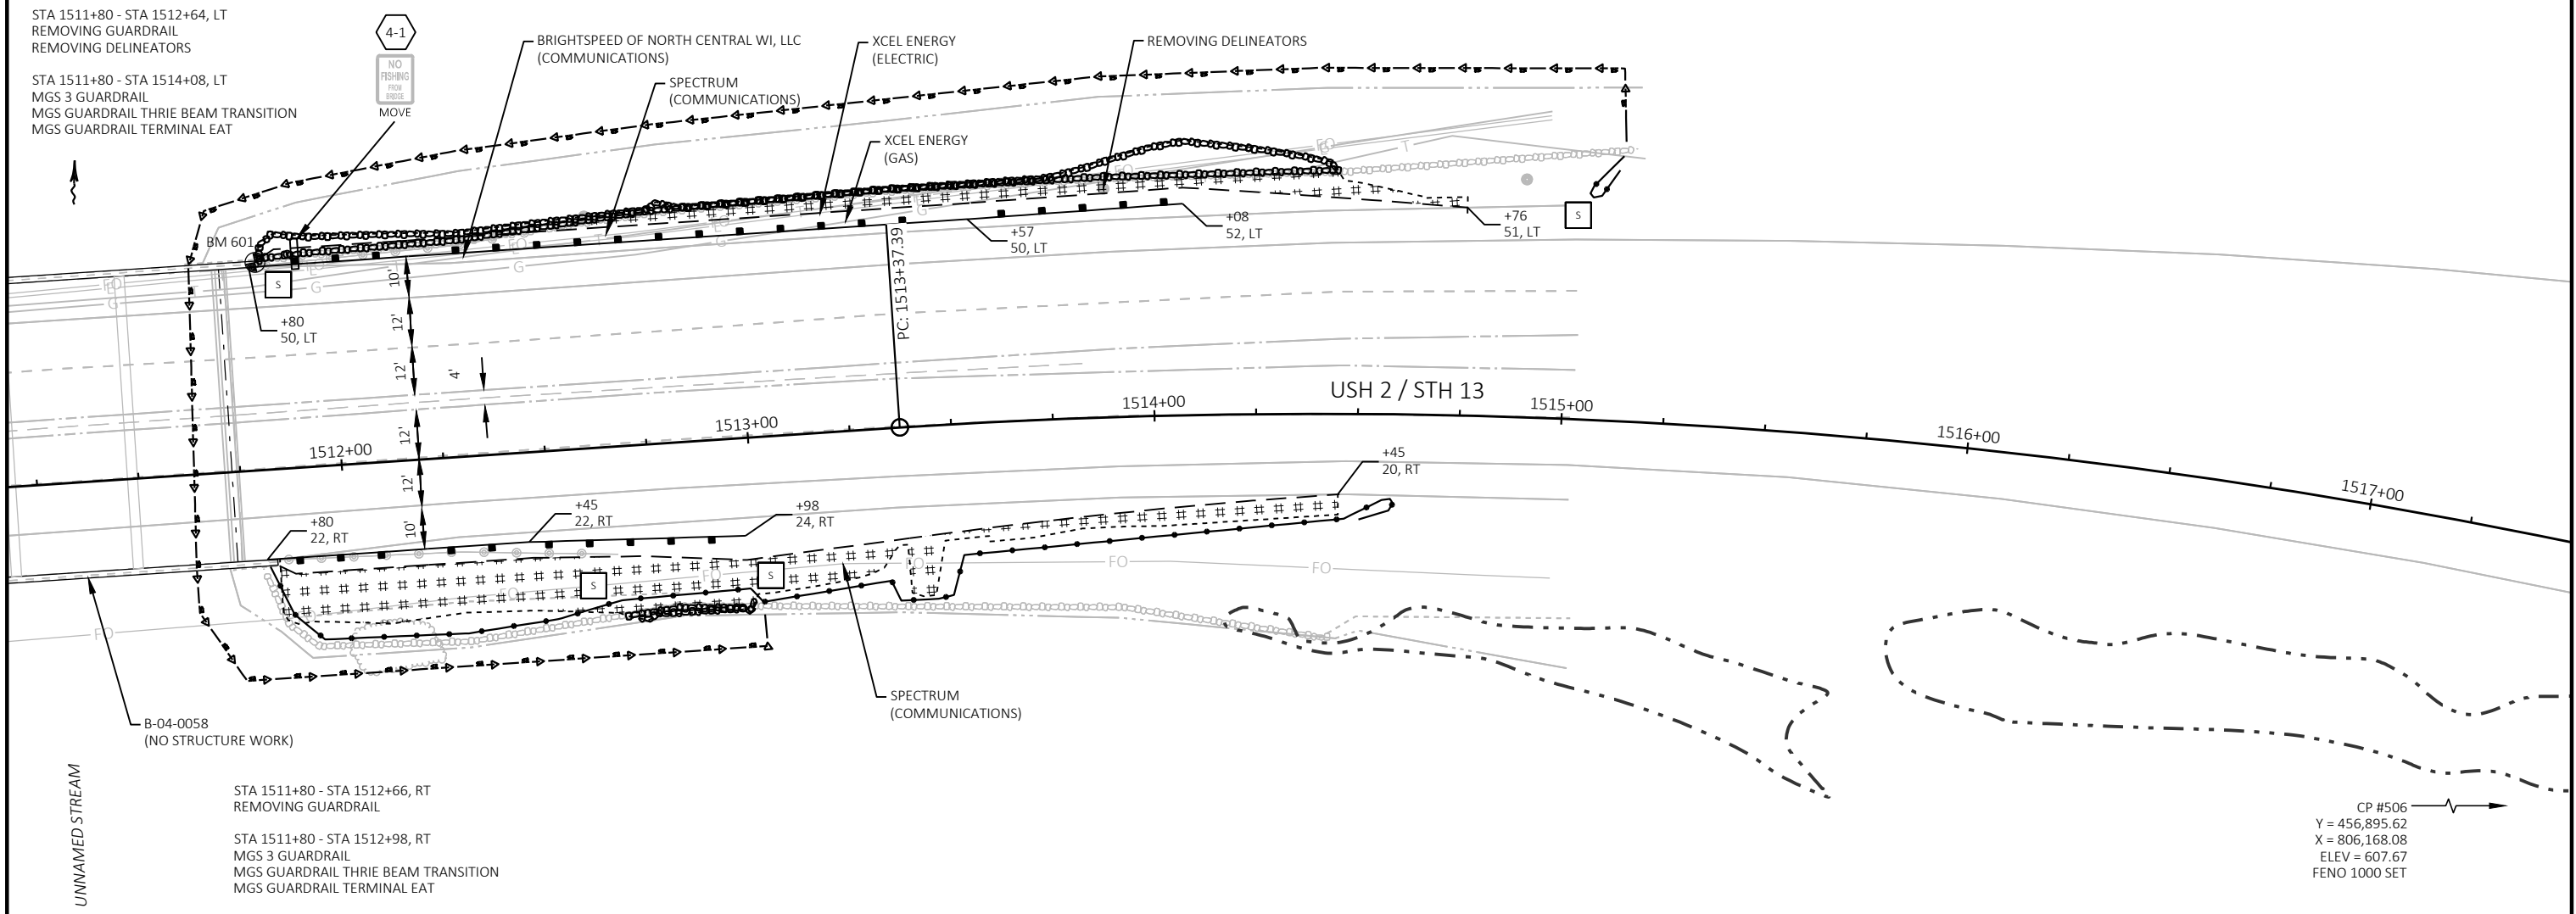 STA 1511+80 - STA 1512+64, LT
REMOVING GUARDRAIL
REMOVING DELINEATORS
STA 1511+80 - STA 1514+08, LT
MGS 3 GUARDRAIL
MGS GUARDRAIL THRIE BEAM TRANSITION
MGS GUARDRAIL TERMINAL EAT
4-1
NO
FISHING
FROM
BRIDGE
MOVE
BRIGHTSPEED OF NORTH CENTRAL WI, LLC
(COMMUNICATIONS)
SPECTRUM
(COMMUNICATIONS)
XCEL ENERGY
(ELECTRIC)
XCEL ENERGY
(GAS)
REMOVING DELINEATORS
BM 601
S
+80
50, LT
+57
50, LT
+08
52, LT
+76
51, LT
S
FO
FO
FO
T
G
G
G
G
FO
10'
12'
12'
4'
12'
12'
10'
PC: 1513+37.39
USH 2 / STH 13
1512+00
1513+00
1514+00
1515+00
1516+00
1517+00
+80
22, RT
+45
22, RT
+98
24, RT
+45
20, RT
S
S
FO
FO
FO
FO
FO
FO
SPECTRUM
(COMMUNICATIONS)
B-04-0058
(NO STRUCTURE WORK)
UNNAMED STREAM
STA 1511+80 - STA 1512+66, RT
REMOVING GUARDRAIL
STA 1511+80 - STA 1512+98, RT
MGS 3 GUARDRAIL
MGS GUARDRAIL THRIE BEAM TRANSITION
MGS GUARDRAIL TERMINAL EAT
CP #506
Y = 456,895.62
X = 806,168.08
ELEV = 607.67
FENO 1000 SET